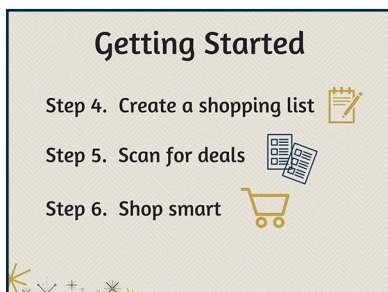 Getting Started
Step 4. Create a shopping list
Step 5. Scan for deals
Step 6. Shop smart